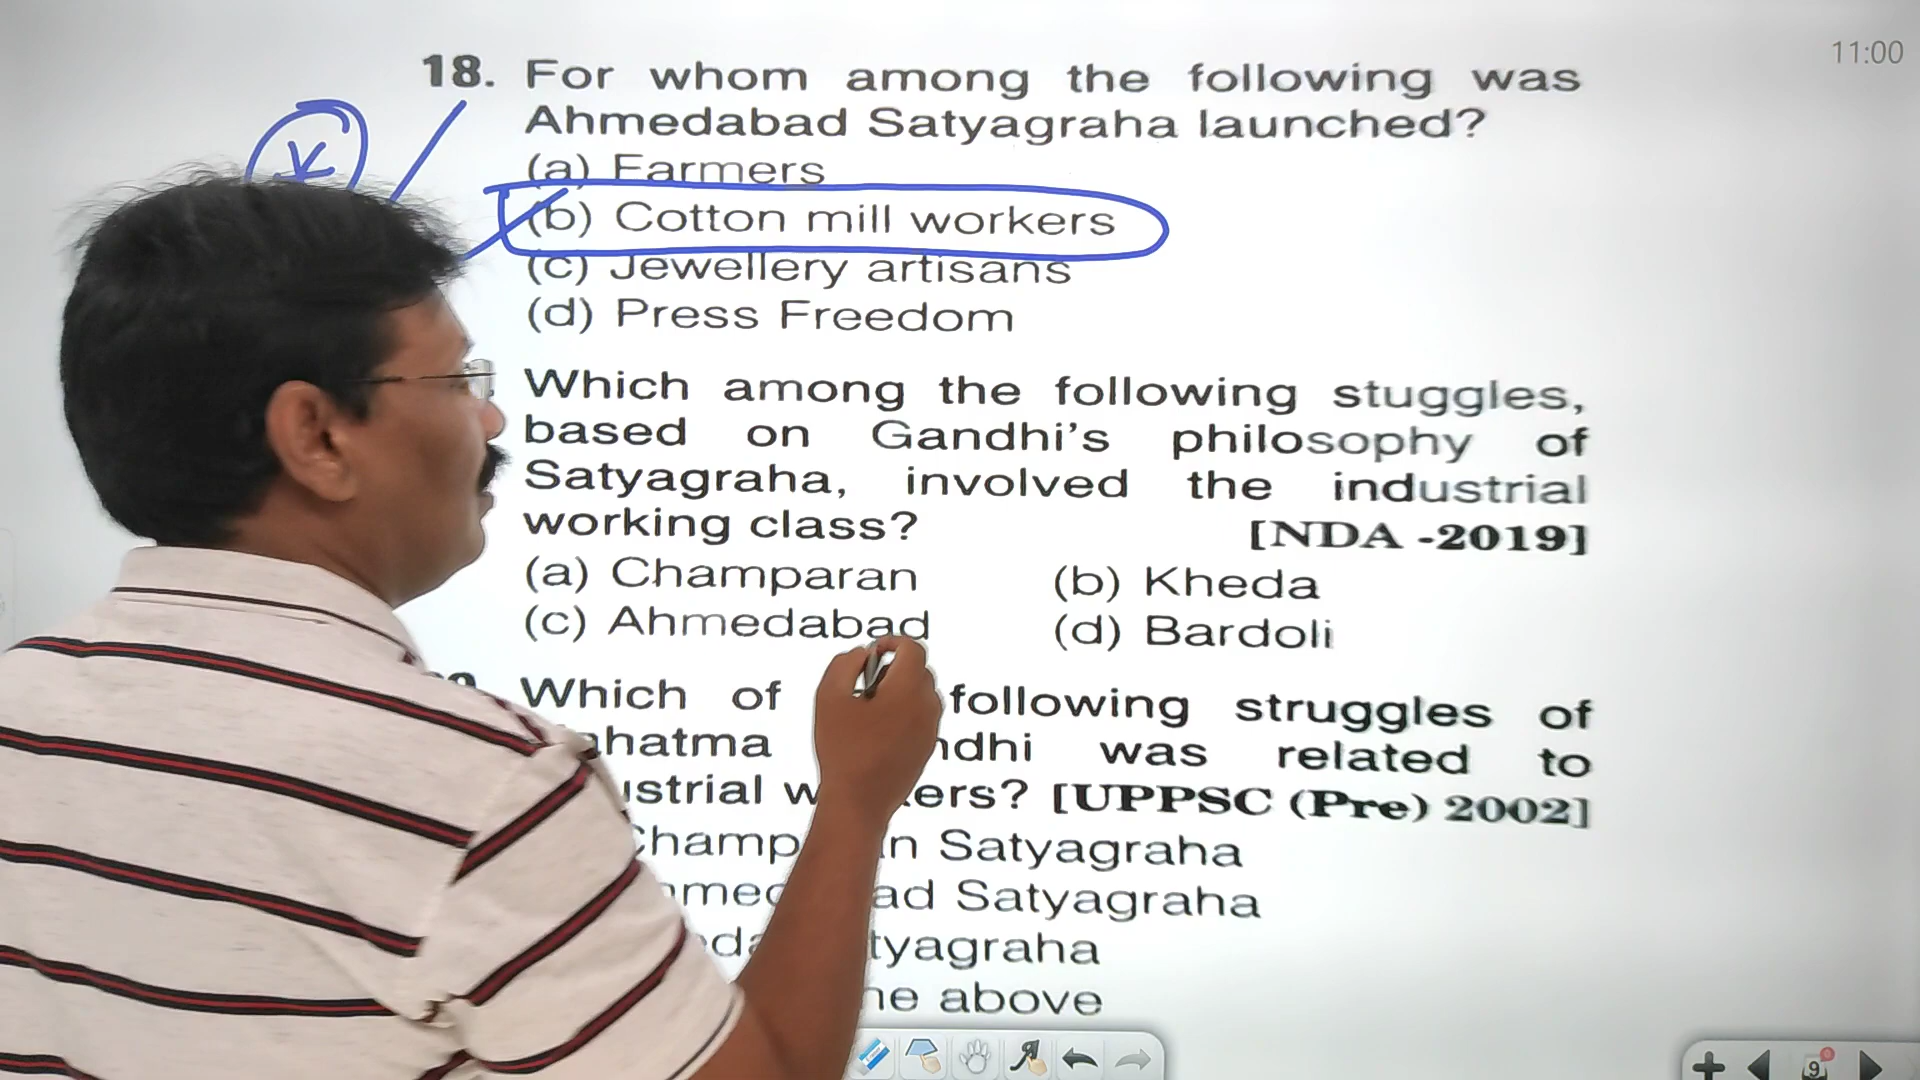 11:00
18. For whom among the following was
Ahmedabad Satyagraha launched?
(a) Farmers
(b) Cotton mill workers
(c) Jewellery artisans
(d) Press Freedom
Which among the following stuggles,
based on Gandhi's philosophy of
Satyagraha, involved the industrial
working class? [NDA -2019]
(a) Champaran (b) Kheda
(c) Ahmedabad (d) Bardoli
Which of following struggles of
was related to
[UPPSC (Pre) 2002]
Satyagraha
Satyagraha
above
9